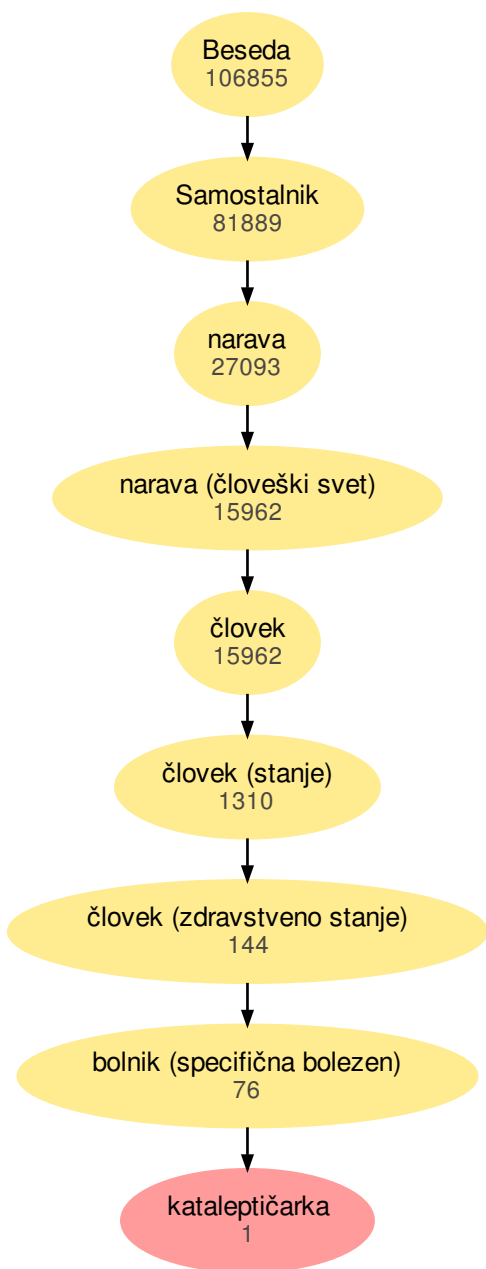 Beseda
106855
Samostalnik
81889
narava
27093
narava (človeški svet)
15962
človek
15962
človek (stanje)
1310
človek (zdravstveno stanje)
144
bolnik (specifična bolezen)
76
kataleptičarka
1